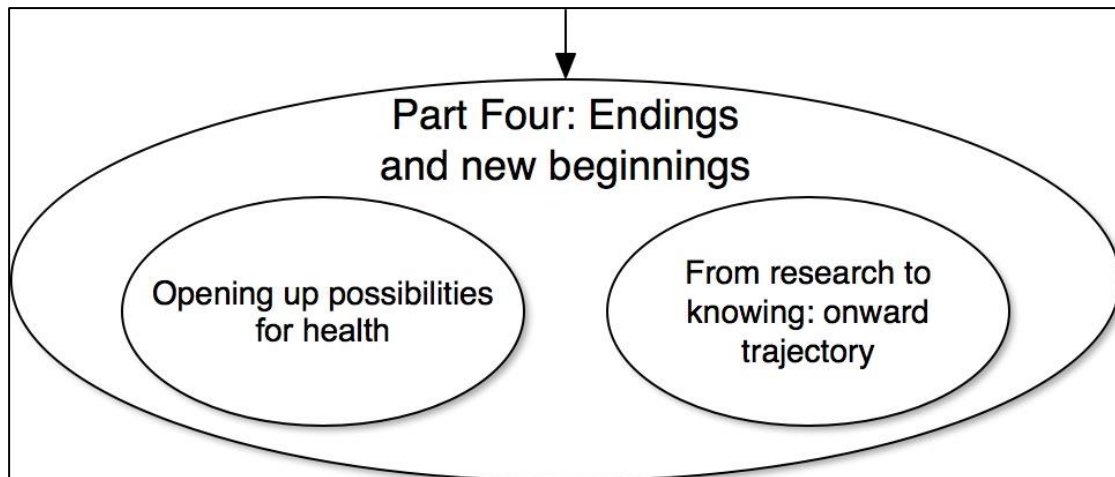 Part Four: Endings
and new beginnings
Opening up possibilities
for health
From research to
knowing: onward
trajectory